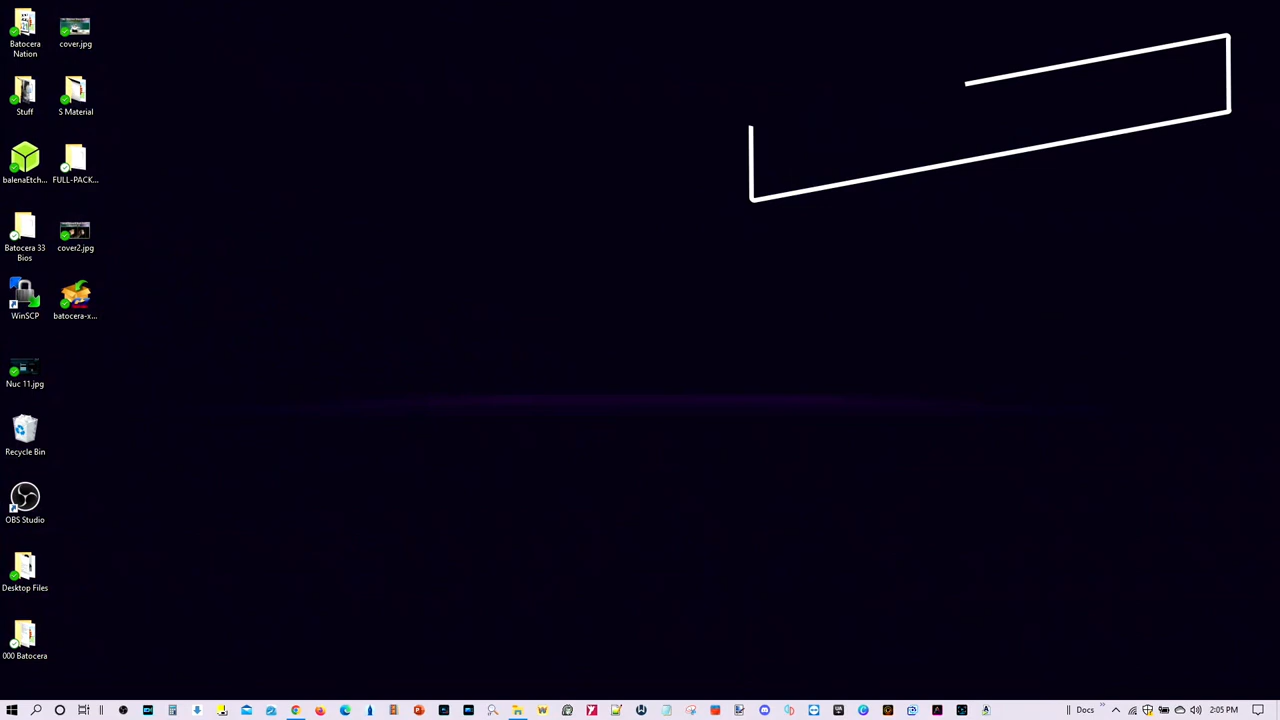 Batocera
Nation
cover.jpg
Stuff
S Material
balenaEtch...
FULL-PACK...
Batocera 33
Bios
cover2.jpg
WinSCP
batocera-x...
Nuc 11.jpg
Recycle Bin
OBS Studio
Desktop Files
000 Batocera
Docs
2:05 PM